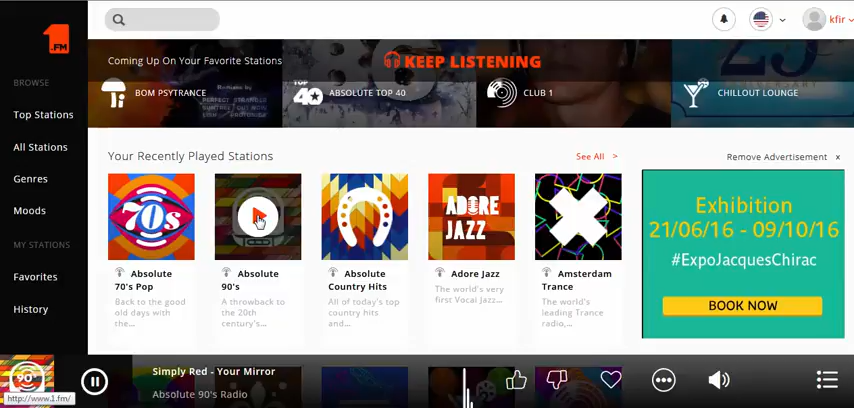 1.FM
kfir
BROWSE
Top Stations
All Stations
Genres
Moods
MY STATIONS
Favorites
History
Coming Up On Your Favorite Stations
KEEP LISTENING
BOM PSYTRANCE
TOP 40
ABSOLUTE TOP 40
CLUB 1
CHILLOUT LOUNGE
Your Recently Played Stations
See All >
70s
ADORE JAZZ
Absolute 70's Pop
Back to the good old days with the...
Absolute 90's
A throwback to the 20th century's...
Absolute Country Hits
All of today's top country hits and...
Adore Jazz
The world's very first Vocal Jazz...
Amsterdam Trance
The world's leading Trance radio,...
Remove Advertisement x
Exhibition
21/06/16 - 09/10/16
#ExpoJacquesChirac
BOOK NOW
90s
http://www.1.fm/
Simply Red - Your Mirror
Absolute 90's Radio